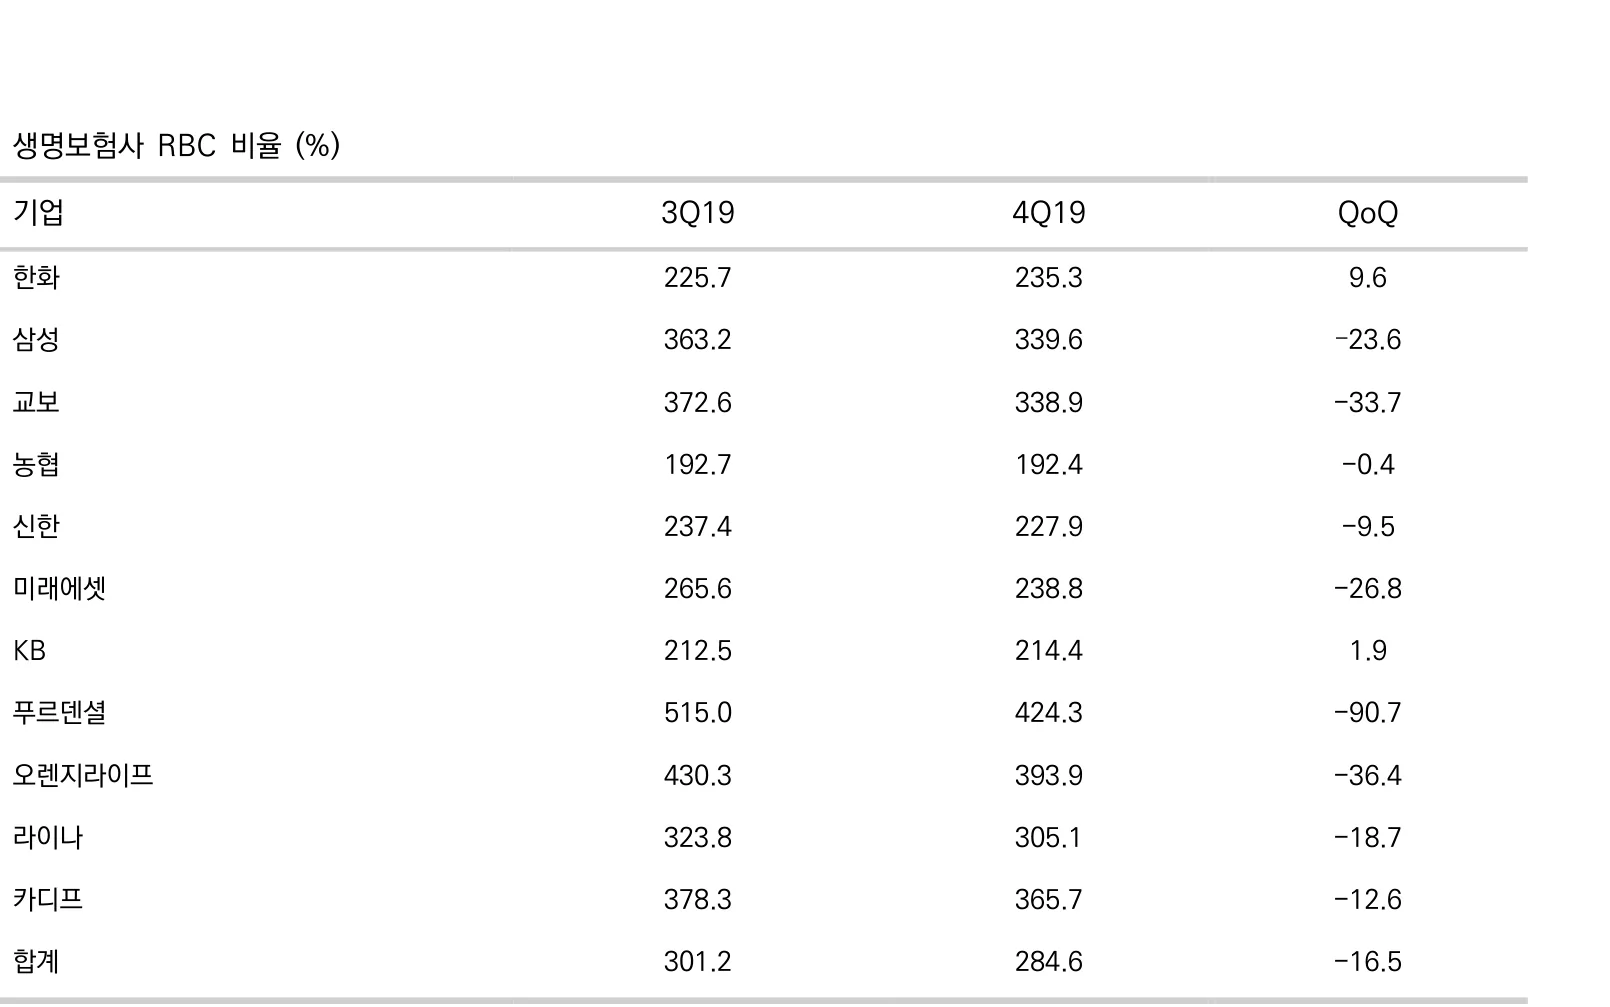 생명보험사 RBC 비율 (%)
기업 3Q19 4Q19 QoQ
한화 225.7 235.3 9.6
삼성 363.2 339.6 -23.6
교보 372.6 338.9 -33.7
농협 192.7 192.4 -0.4
신한 237.4 227.9 -9.5
미래에셋 265.6 238.8 -26.8
KB 212.5 214.4 1.9
푸르덴셜 515.0 424.3 -90.7
오렌지라이프 430.3 393.9 -36.4
라이나 323.8 305.1 -18.7
카디프 378.3 365.7 -12.6
합계 301.2 284.6 -16.5